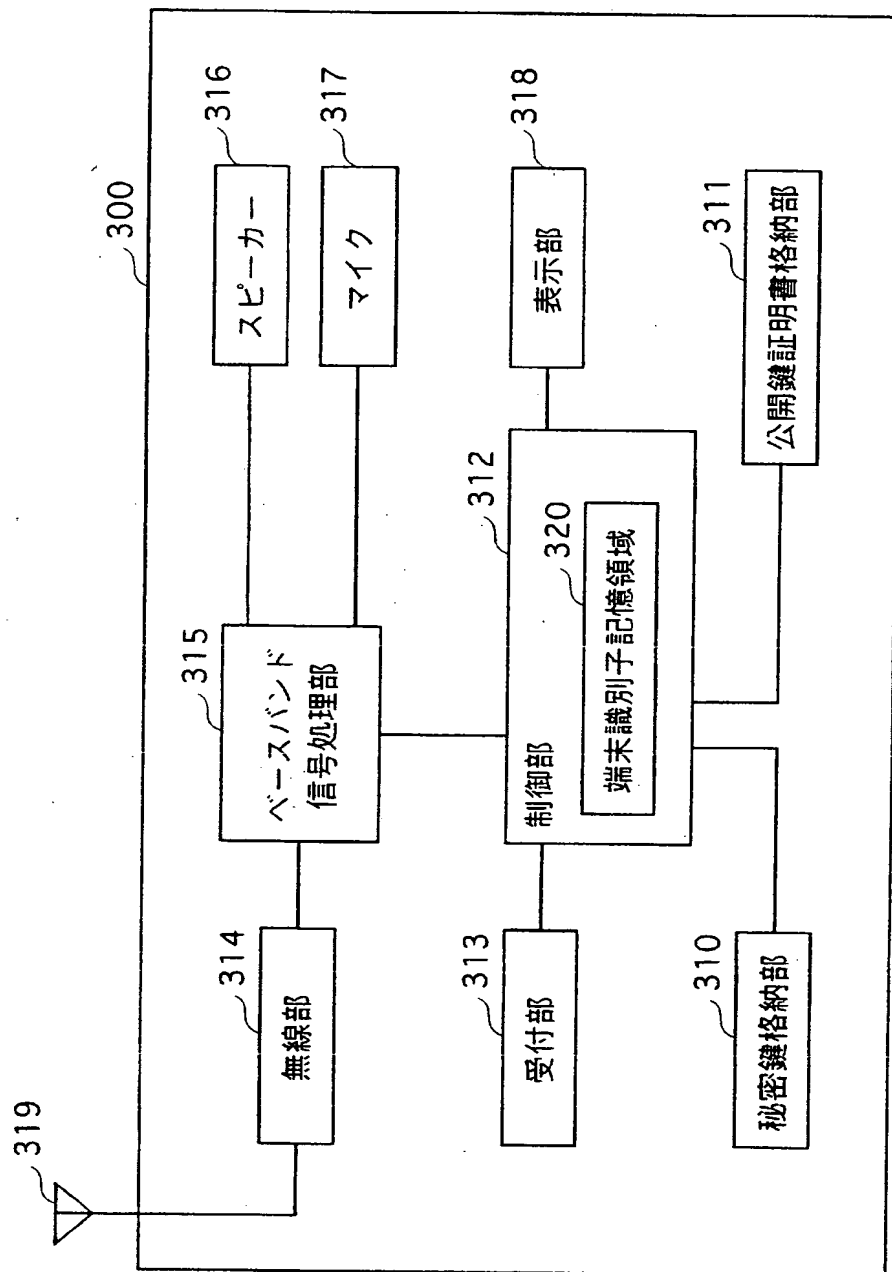 300
319
314
無線部
315
ベースバンド
信号処理部
316
スピーカー
317
マイク
313
受付部
312
制御部
320
端末識別子記憶領域
318
表示部
310
秘密鍵格納部
311
公開鍵証明書格納部